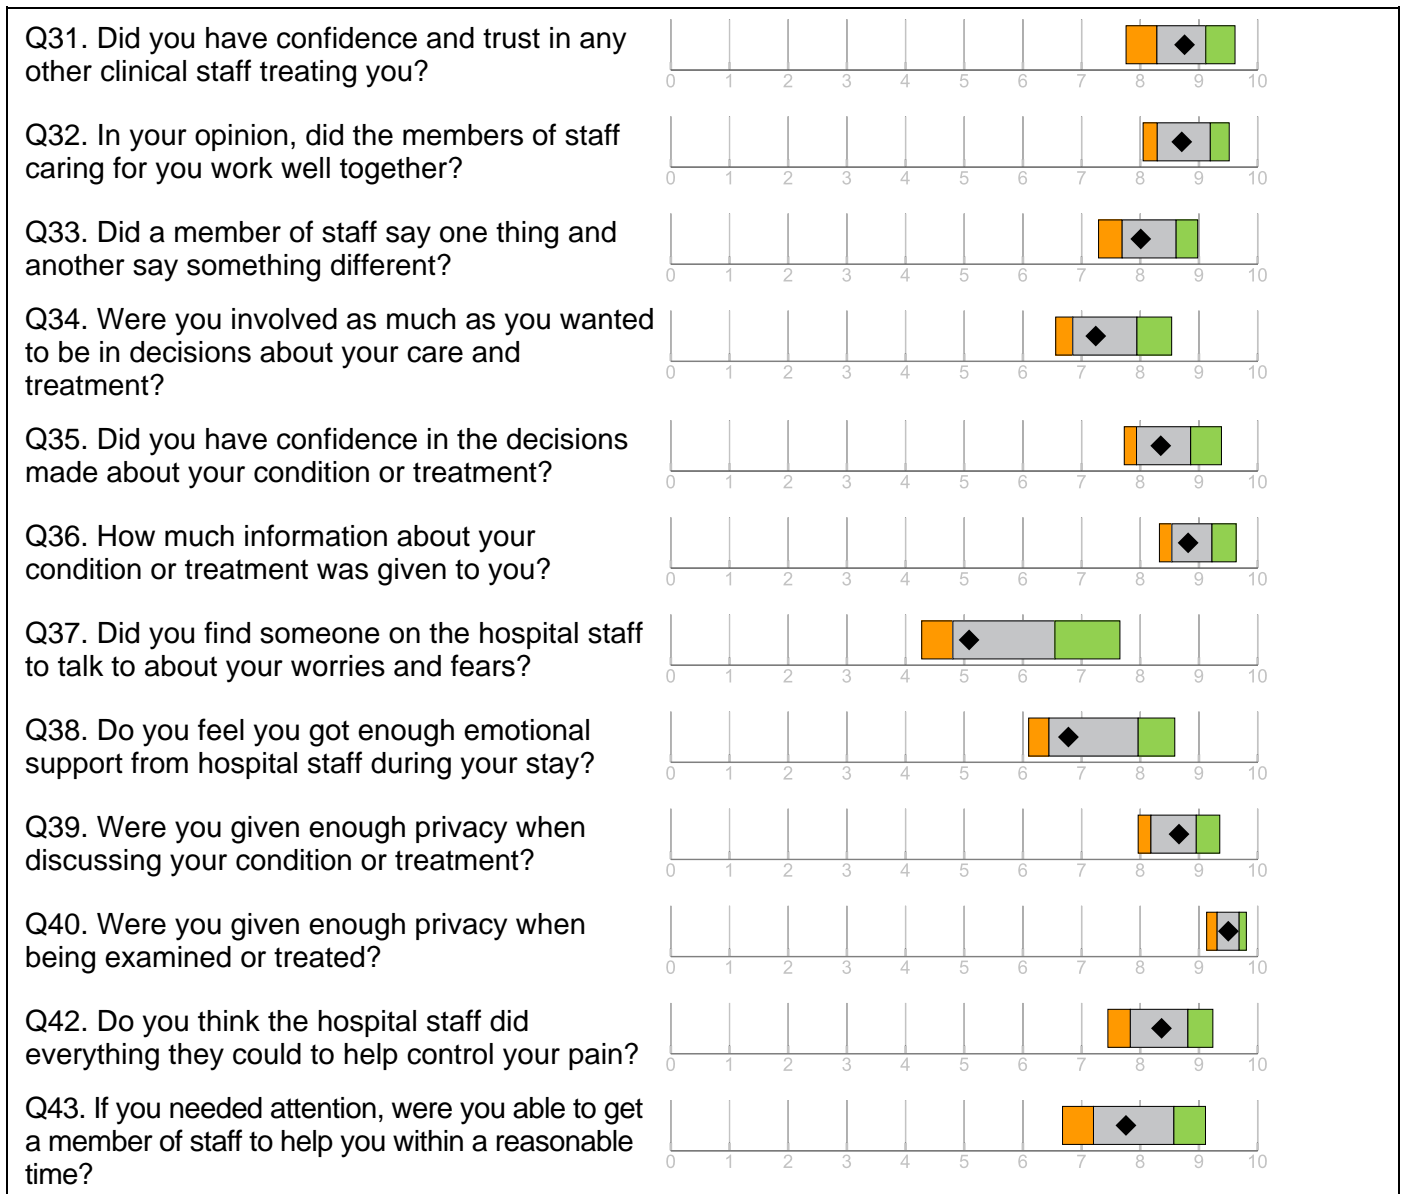 Q31. Did you have confidence and trust in any
other clinical staff treating you?
0 1 2 3 4 5 6 7 8 9 10
Q32. In your opinion, did the members of staff
caring for you work well together?
0 1 2 3 4 5 6 7 8 9 10
Q33. Did a member of staff say one thing and
another say something different?
0 1 2 3 4 5 6 7 8 9 10
Q34. Were you involved as much as you wanted
to be in decisions about your care and
treatment?
0 1 2 3 4 5 6 7 8 9 10
Q35. Did you have confidence in the decisions
made about your condition or treatment?
0 1 2 3 4 5 6 7 8 9 10
Q36. How much information about your
condition or treatment was given to you?
0 1 2 3 4 5 6 7 8 9 10
Q37. Did you find someone on the hospital staff
to talk to about your worries and fears?
0 1 2 3 4 5 6 7 8 9 10
Q38. Do you feel you got enough emotional
support from hospital staff during your stay?
0 1 2 3 4 5 6 7 8 9 10
Q39. Were you given enough privacy when
discussing your condition or treatment?
0 1 2 3 4 5 6 7 8 9 10
Q40. Were you given enough privacy when
being examined or treated?
0 1 2 3 4 5 6 7 8 9 10
Q42. Do you think the hospital staff did
everything they could to help control your pain?
0 1 2 3 4 5 6 7 8 9 10
Q43. If you needed attention, were you able to get
a member of staff to help you within a reasonable
time?
0 1 2 3 4 5 6 7 8 9 10